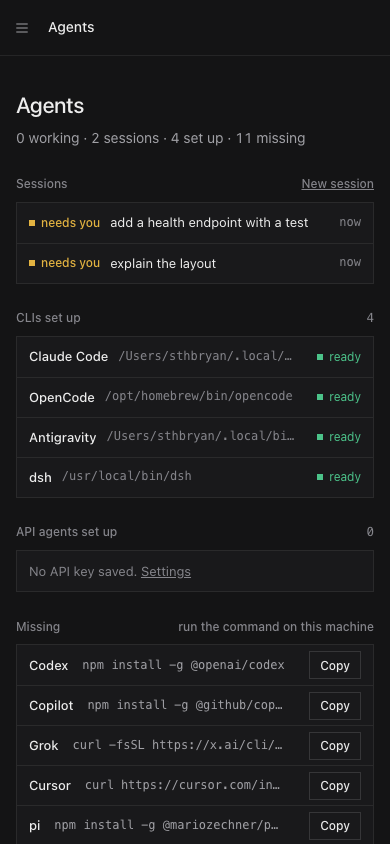 Agents
Agents
0 working · 2 sessions · 4 set up · 11 missing
Sessions New session
needs you add a health endpoint with a test now
needs you explain the layout now
CLIs set up 4
Claude Code /Users/sthbryan/.local/… ready
OpenCode /opt/homebrew/bin/opencode ready
Antigravity /Users/sthbryan/.local/bi… ready
dsh /usr/local/bin/dsh ready
API agents set up 0
No API key saved. Settings
Missing run the command on this machine
Codex npm install -g @openai/codex Copy
Copilot npm install -g @github/cop… Copy
Grok curl -fsSL https://x.ai/cli/… Copy
Cursor curl https://cursor.com/in… Copy
pi npm install -g @mariozechner/p… Copy